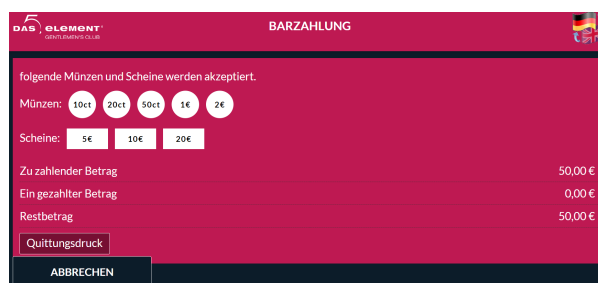 DAS 5 ELEMENT'
GENTLEMEN'S CLUB
BARZAHLUNG
folgende Münzen und Scheine werden akzeptiert.
Münzen: 10ct 20ct 50ct 1€ 2€
Scheine: 5€ 10€ 20€
Zu zahlender Betrag 50,00 €
Ein gezahlter Betrag 0,00 €
Restbetrag 50,00 €
Quittungsdruck
ABBRECHEN